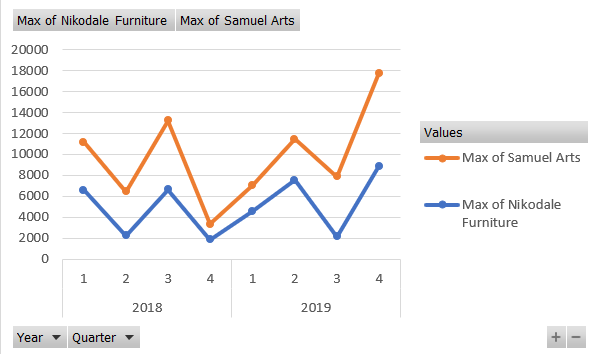 Max of Nikodale Furniture Max of Samuel Arts
20000
18000
16000
14000
12000
10000
8000
6000
4000
2000
0
1 2 3 4 1 2 3 4
2018 2019
Values
Max of Samuel Arts
Max of Nikodale
Furniture
Year Quarter
+ −